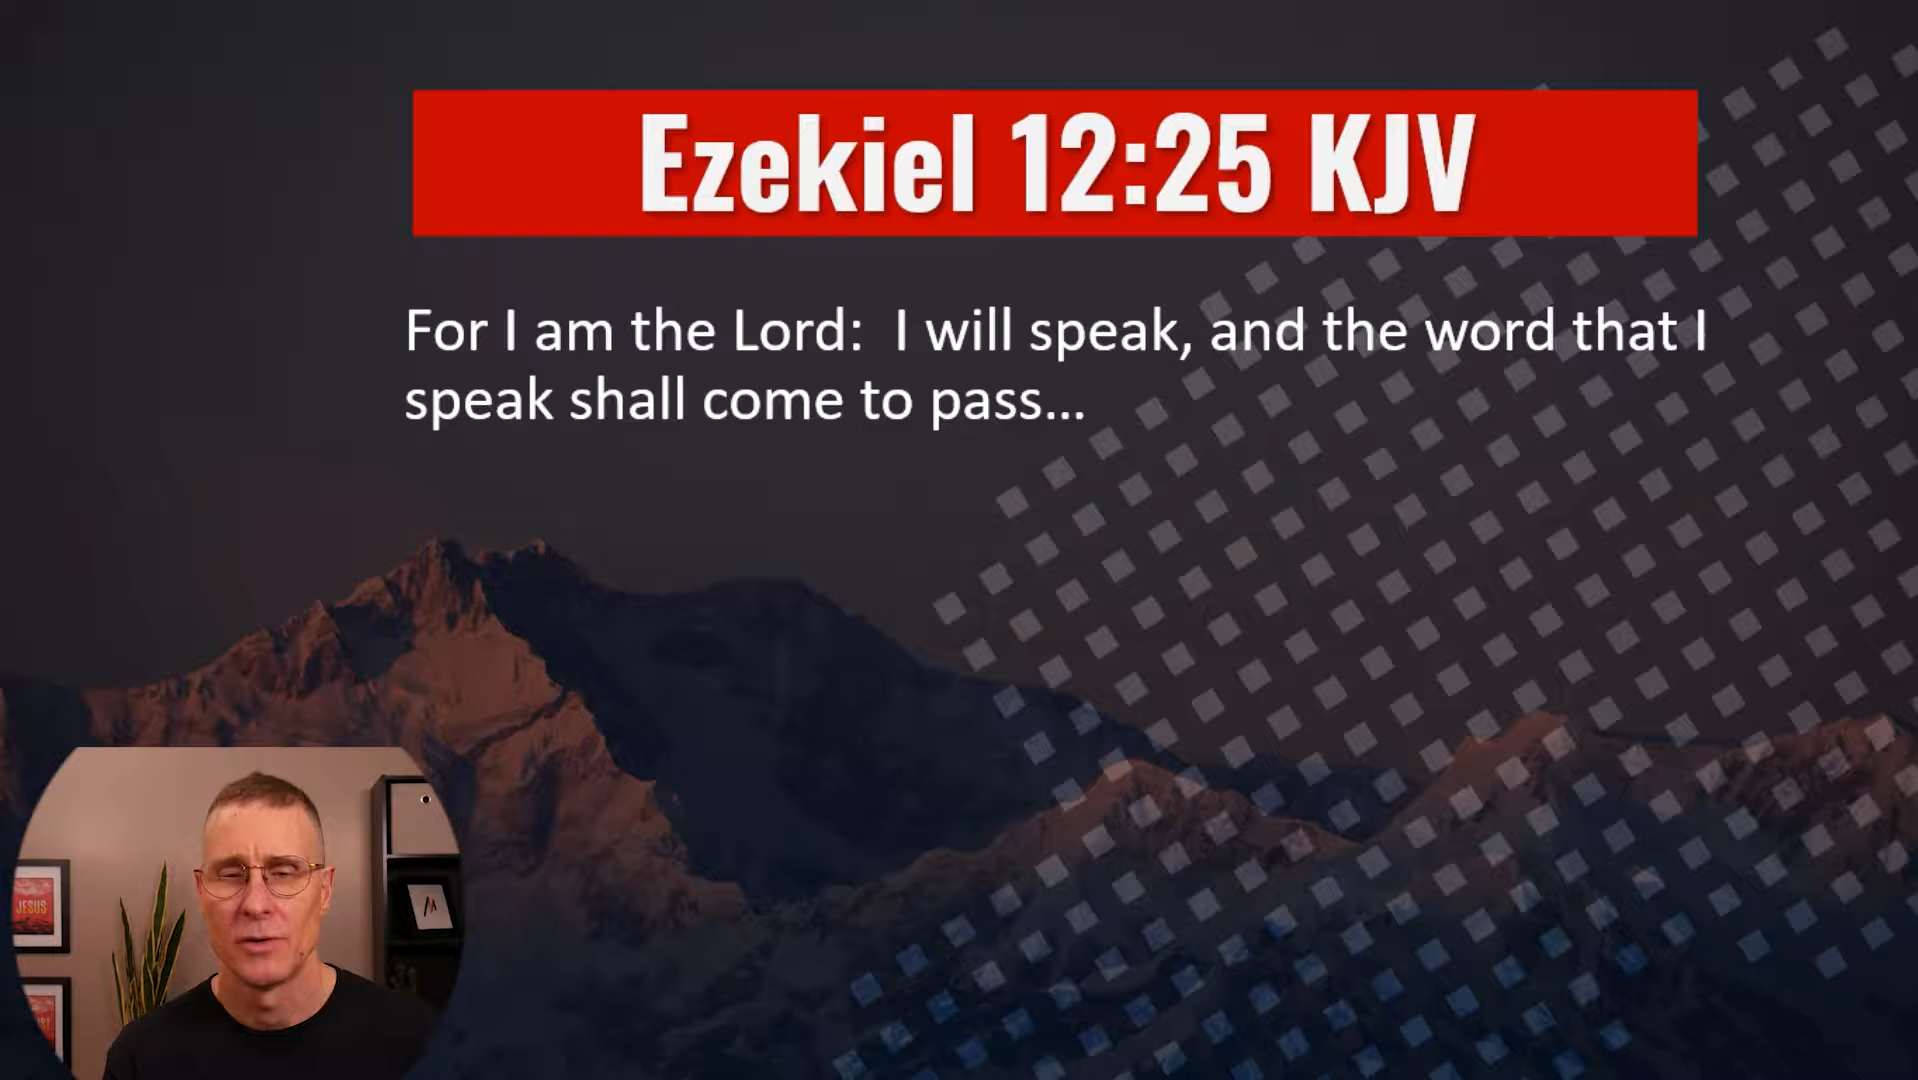 Ezekiel 12:25 KJV
For I am the Lord:  I will speak, and the word that I
speak shall come to pass...
JESUS